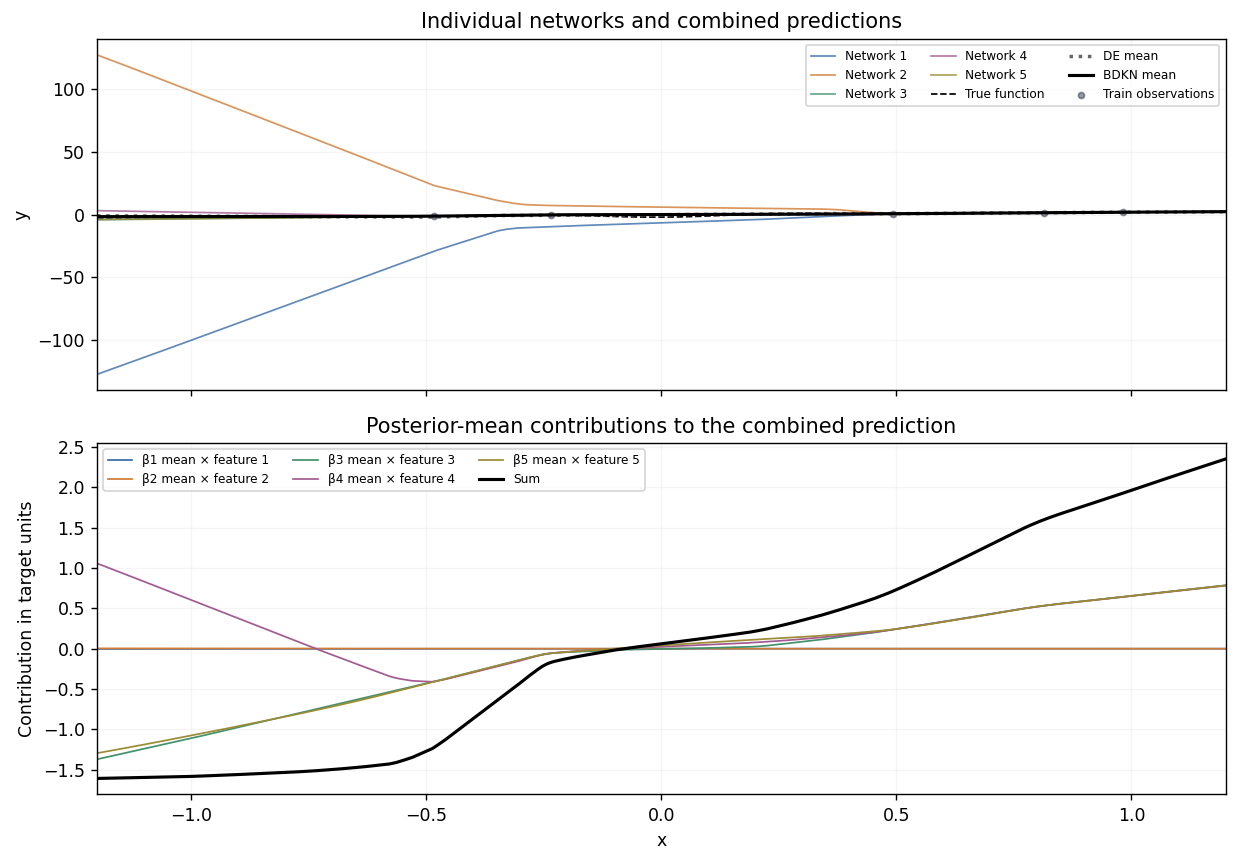 Individual networks and combined predictions
Network 1 Network 4 DE mean
Network 2 Network 5 BDKN mean
Network 3 True function Train observations
100
50
0
−50
−100
y
Posterior-mean contributions to the combined prediction
β1 mean × feature 1 β3 mean × feature 3 β5 mean × feature 5
β2 mean × feature 2 β4 mean × feature 4 Sum
2.5
2.0
1.5
1.0
0.5
0.0
−0.5
−1.0
−1.5
Contribution in target units
−1.0 −0.5 0.0 0.5 1.0
x